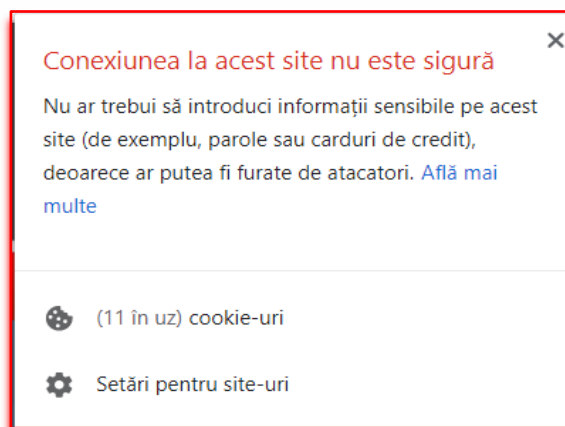 Conexiunea la acest site nu este sigură
Nu ar trebui să introduci informații sensibile pe acest
site (de exemplu, parole sau carduri de credit),
deoarece ar putea fi furate de atacatori. Află mai
multe
(11 în uz) cookie-uri
Setări pentru site-uri